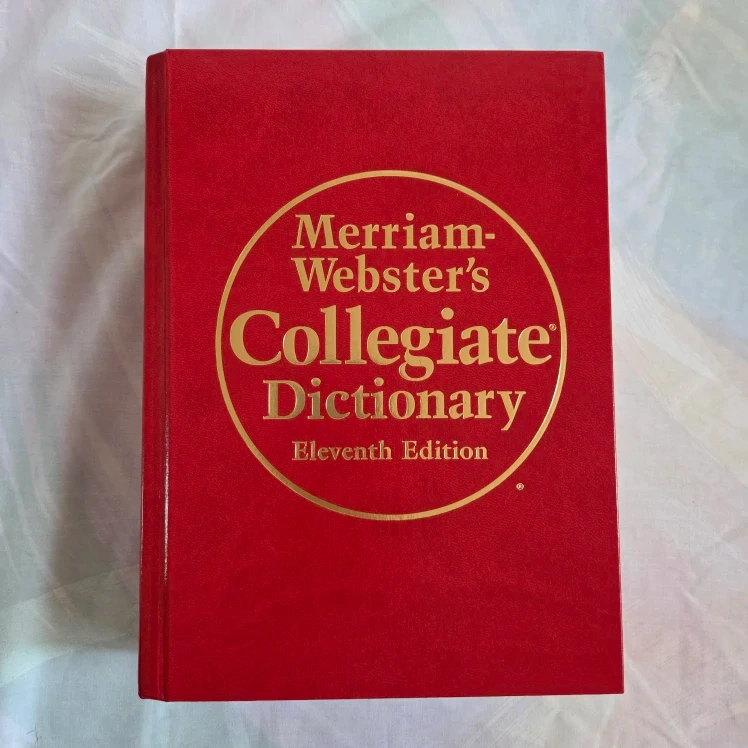 Merriam-
Webster's
Collegiate®
Dictionary
Eleventh Edition
®